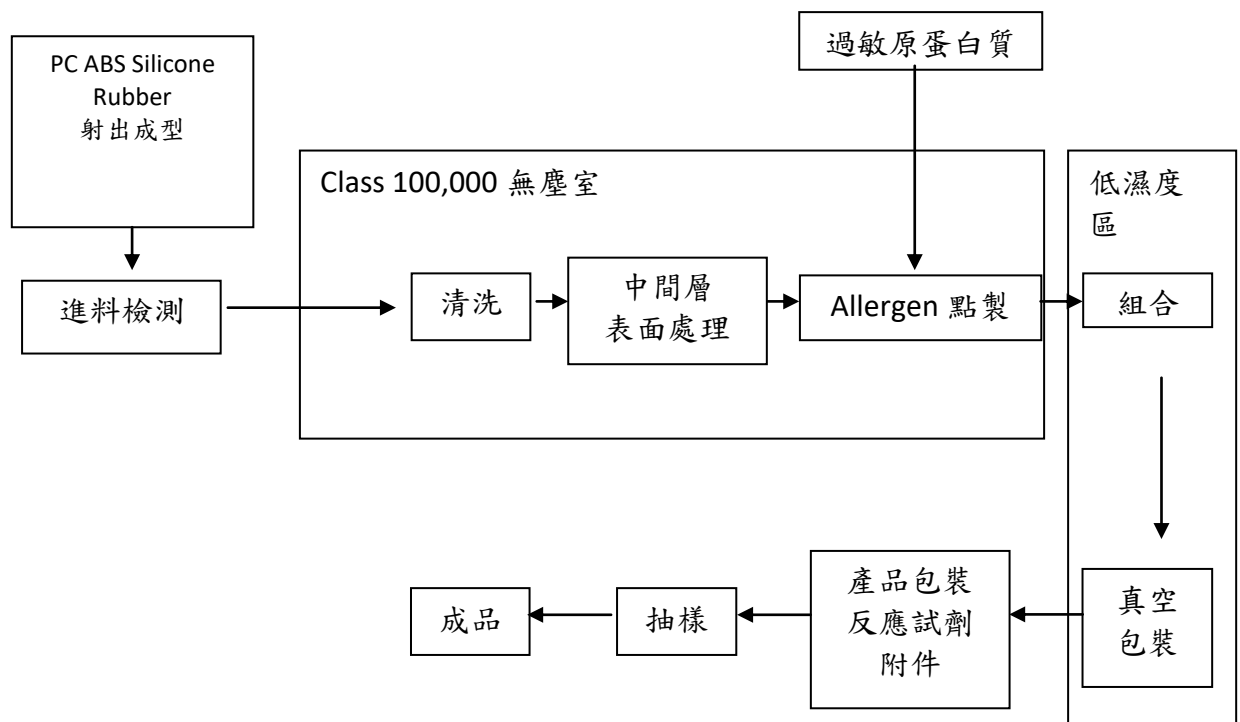 PC ABS Silicone
Rubber
射出成型
過敏原蛋白質
Class 100,000 無塵室
低濕度
區
進料檢測
清洗
中間層
表面處理
Allergen 點製
組合
真空
包裝
產品包裝
反應試劑
附件
抽樣
成品